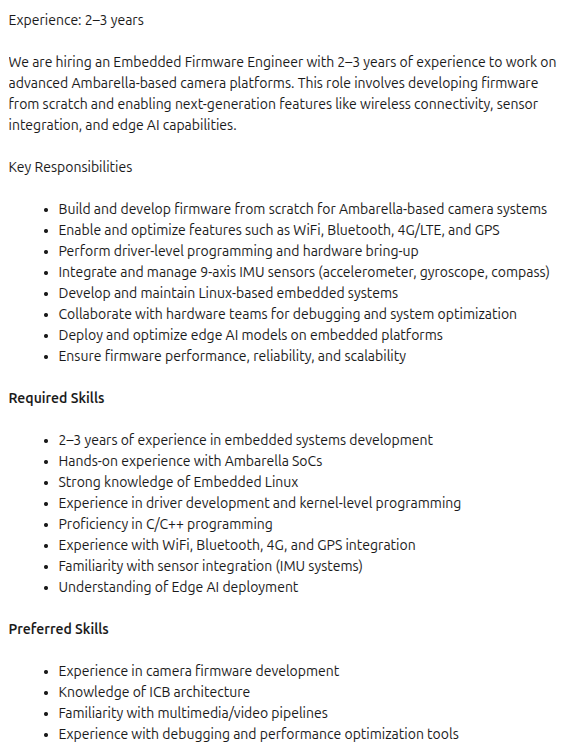 Experience: 2–3 years
We are hiring an Embedded Firmware Engineer with 2–3 years of experience to work on
advanced Ambarella-based camera platforms. This role involves developing firmware
from scratch and enabling next-generation features like wireless connectivity, sensor
integration, and edge AI capabilities.
Key Responsibilities
• Build and develop firmware from scratch for Ambarella-based camera systems
• Enable and optimize features such as WiFi, Bluetooth, 4G/LTE, and GPS
• Perform driver-level programming and hardware bring-up
• Integrate and manage 9-axis IMU sensors (accelerometer, gyroscope, compass)
• Develop and maintain Linux-based embedded systems
• Collaborate with hardware teams for debugging and system optimization
• Deploy and optimize edge AI models on embedded platforms
• Ensure firmware performance, reliability, and scalability
Required Skills
• 2–3 years of experience in embedded systems development
• Hands-on experience with Ambarella SoCs
• Strong knowledge of Embedded Linux
• Experience in driver development and kernel-level programming
• Proficiency in C/C++ programming
• Experience with WiFi, Bluetooth, 4G, and GPS integration
• Familiarity with sensor integration (IMU systems)
• Understanding of Edge AI deployment
Preferred Skills
• Experience in camera firmware development
• Knowledge of ICB architecture
• Familiarity with multimedia/video pipelines
• Experience with debugging and performance optimization tools